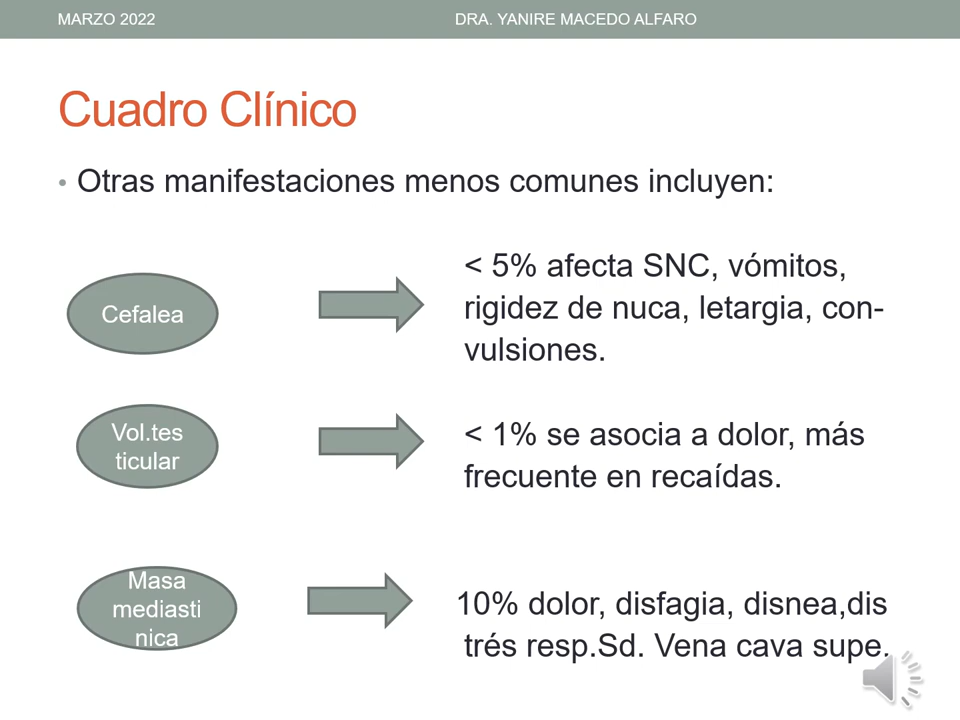 MARZO 2022 DRA. YANIRE MACEDO ALFARO
Cuadro Clínico
• Otras manifestaciones menos comunes incluyen:
Cefalea
< 5% afecta SNC, vómitos,
rigidez de nuca, letargia, con-
vulsiones.
Vol.tes
ticular
< 1% se asocia a dolor, más
frecuente en recaídas.
Masa
mediasti
nica
10% dolor, disfagia, disnea,dis
trés resp.Sd. Vena cava supe.